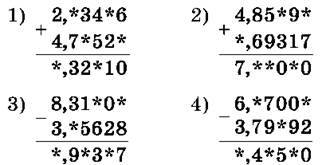 1) + 2,*34*6
4,7*52*
*,32*10
2) + 4,85*9*
*,69317
7,**0*0
3) - 8,31*0*
3,*5628
*,9*3*7
4) - 6,*700*
3,79*92
*,4*5*0